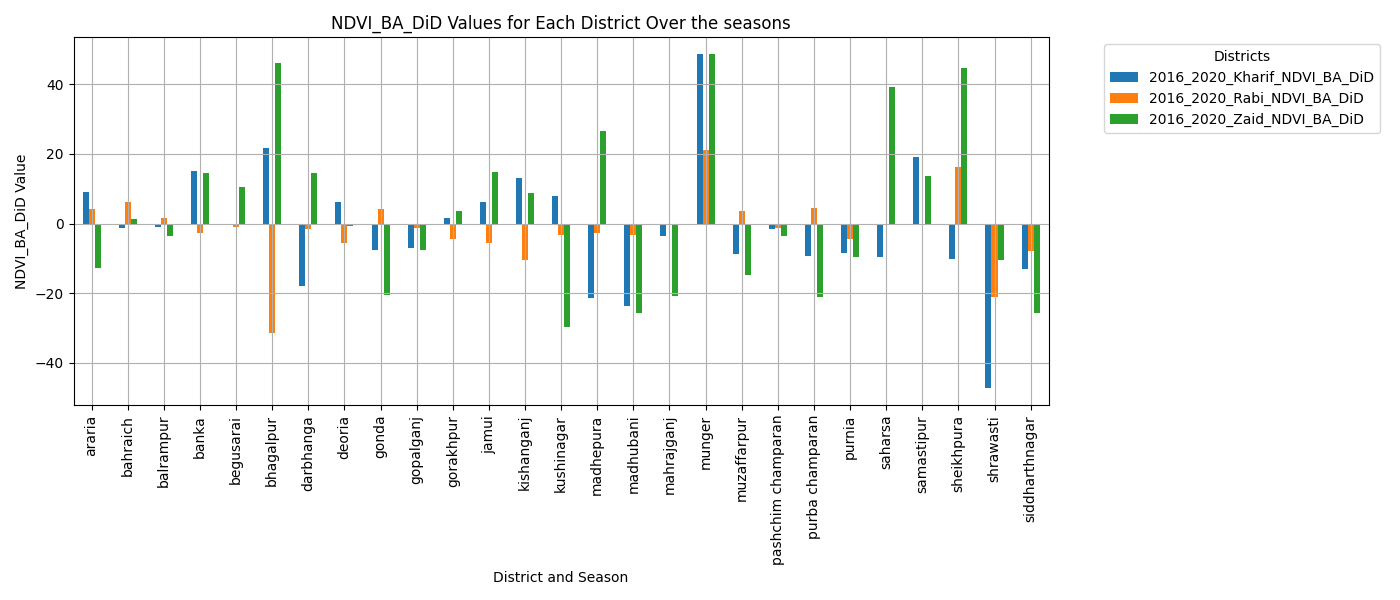 NDVI_BA_DiD Values for Each District Over the seasons
Districts
2016_2020_Kharif_NDVI_BA_DiD
2016_2020_Rabi_NDVI_BA_DiD
2016_2020_Zaid_NDVI_BA_DiD
NDVI_BA_DiD Value
40
20
0
−20
−40
araria
bahraich
balrampur
banka
begusarai
bhagalpur
darbhanga
deoria
gonda
gopalganj
gorakhpur
jamui
kishanganj
kushinagar
madhepura
madhubani
mahrajganj
munger
muzaffarpur
pashchim champaran
purba champaran
purnia
saharsa
samastipur
sheikhpura
shrawasti
siddharthnagar
District and Season